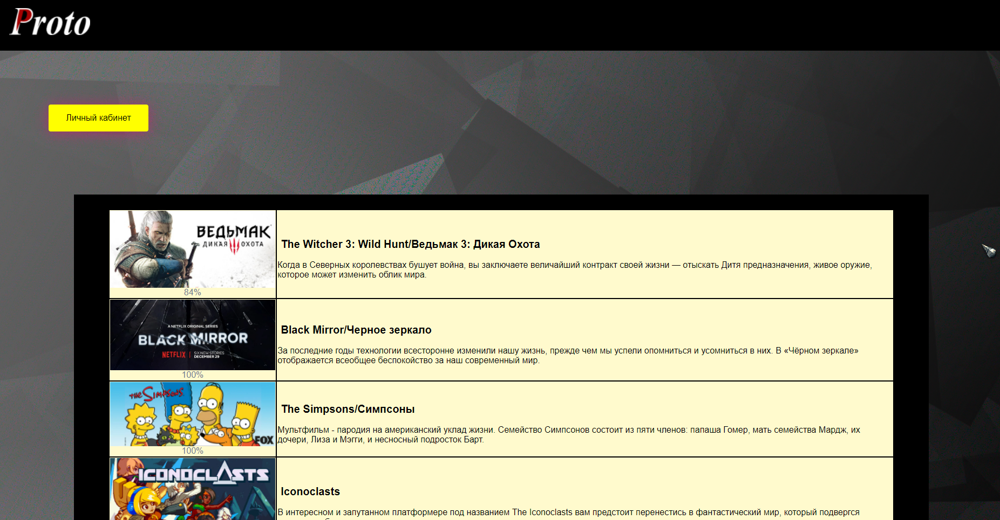 Proto
Личный кабинет
ВЕДЬМАК
ДИКАЯ ОХОТА
84%
The Witcher 3: Wild Hunt/Ведьмак 3: Дикая Охота
Когда в Северных королевствах бушует война, вы заключаете величайший контракт своей жизни — отыскать Дитя предназначения, живое оружие,
которое может изменить облик мира.
A NETFLIX ORIGINAL SERIES
BLACK MIRROR
NETFLIX | SIX NEW STORIES
DECEMBER 29
100%
Black Mirror/Черное зеркало
За последние годы технологии всесторонне изменили нашу жизнь, прежде чем мы успели опомниться и усомниться в них. В «Чёрном зеркале»
отображается всеобщее беспокойство за наш современный мир.
THE SIMPSONS
FOX
100%
The Simpsons/Симпсоны
Мультфильм - пародия на американский уклад жизни. Семейство Симпсонов состоит из пяти членов: папаша Гомер, мать семейства Мардж, их
дочери, Лиза и Мэгги, и несносный подросток Барт.
ICONOCLASTS
Iconoclasts
В интересном и запутанном платформере под названием The Iconoclasts вам предстоит перенестись в фантастический мир, который подвергся